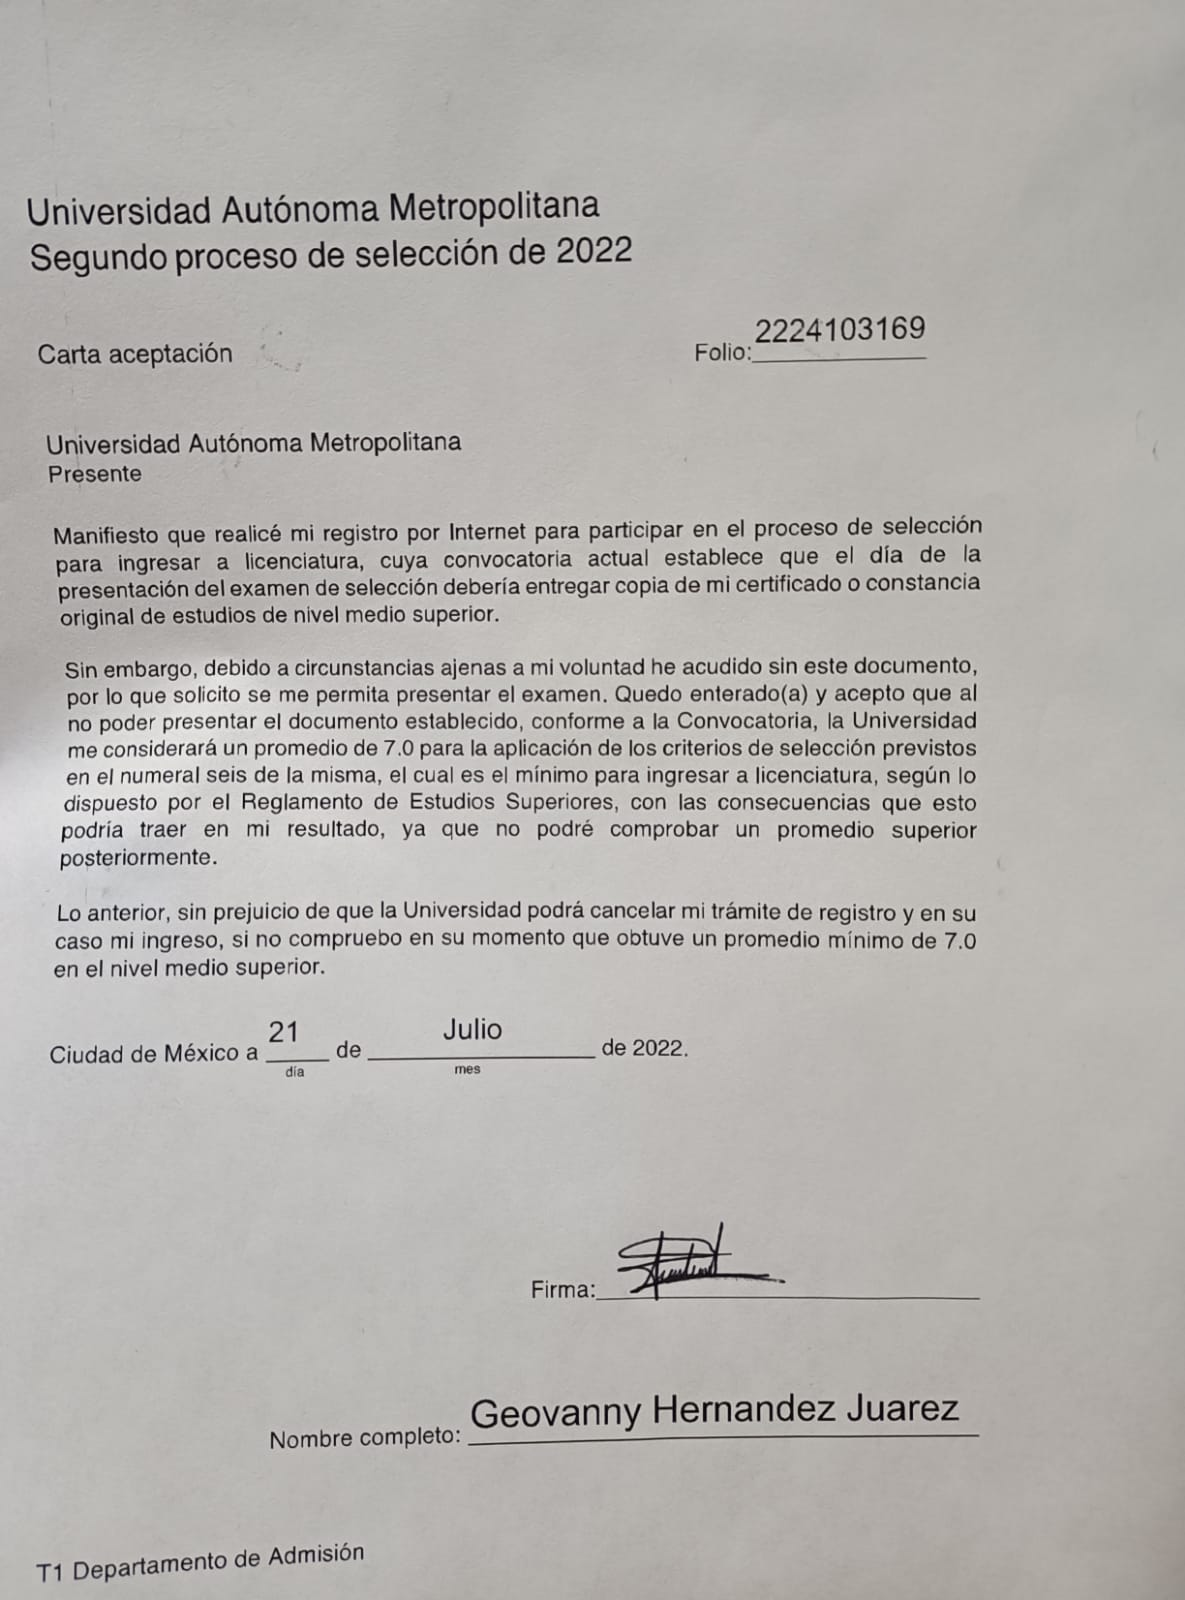 Universidad Autónoma Metropolitana
Segundo proceso de selección de 2022
Carta aceptación
Folio: 2224103169
Universidad Autónoma Metropolitana
Presente
Manifiesto que realicé mi registro por Internet para participar en el proceso de selección
para ingresar a licenciatura, cuya convocatoria actual establece que el día de la
presentación del examen de selección debería entregar copia de mi certificado o constancia
original de estudios de nivel medio superior.
Sin embargo, debido a circunstancias ajenas a mi voluntad he acudido sin este documento,
por lo que solicito se me permita presentar el examen. Quedo enterado(a) y acepto que al
no poder presentar el documento establecido, conforme a la Convocatoria, la Universidad
me considerará un promedio de 7.0 para la aplicación de los criterios de selección previstos
en el numeral seis de la misma, el cual es el mínimo para ingresar a licenciatura, según lo
dispuesto por el Reglamento de Estudios Superiores, con las consecuencias que esto
podría traer en mi resultado, ya que no podré comprobar un promedio superior
posteriormente.
Lo anterior, sin prejuicio de que la Universidad podrá cancelar mi trámite de registro y en su
caso mi ingreso, si no compruebo en su momento que obtuve un promedio mínimo de 7.0
en el nivel medio superior.
Ciudad de México a 21 de Julio de 2022.
día mes
Firma:
Nombre completo: Geovanny Hernandez Juarez
T1 Departamento de Admisión